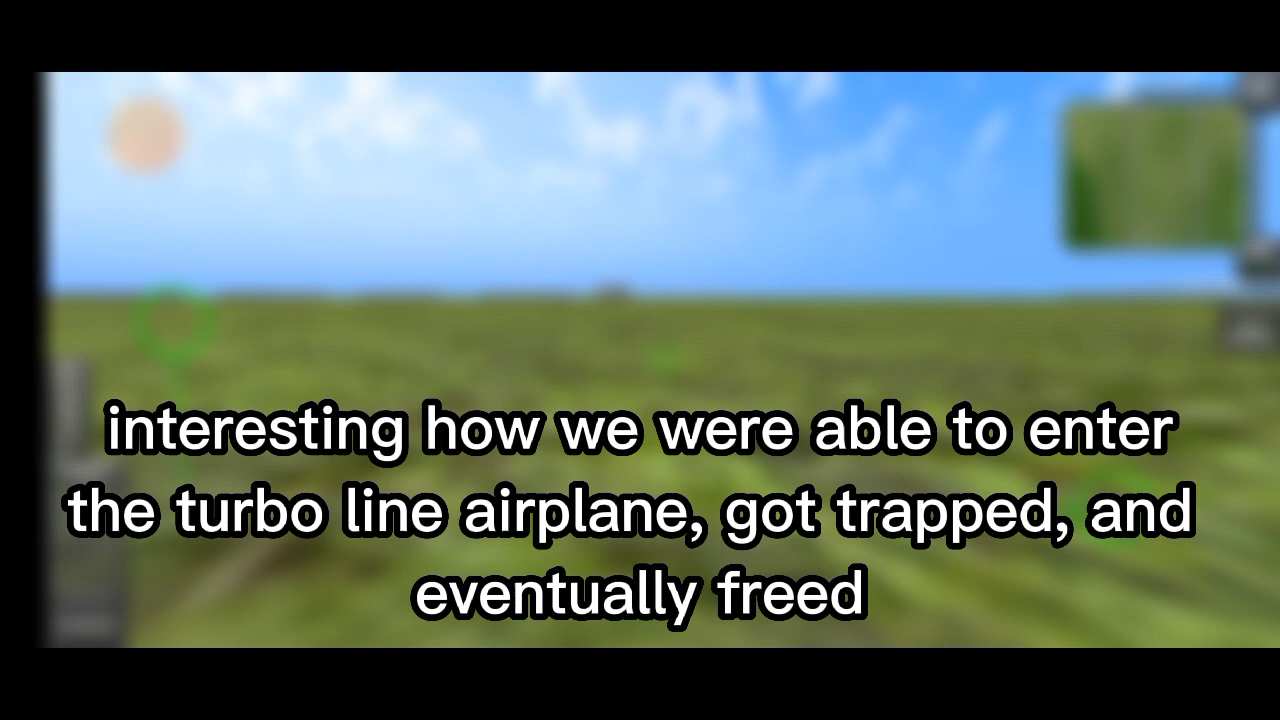 interesting how we were able to enter
the turbo line airplane, got trapped, and
eventually freed